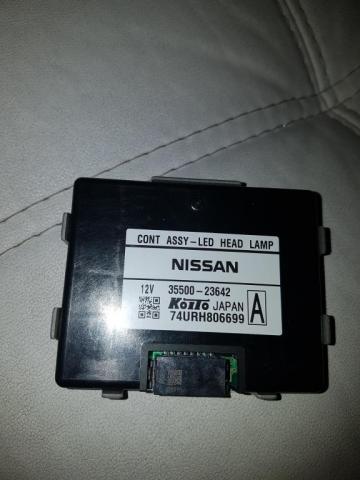 CONT ASSY-LED HEAD LAMP
NISSAN
12V 35500-23642
KOITO JAPAN A
74URH806699